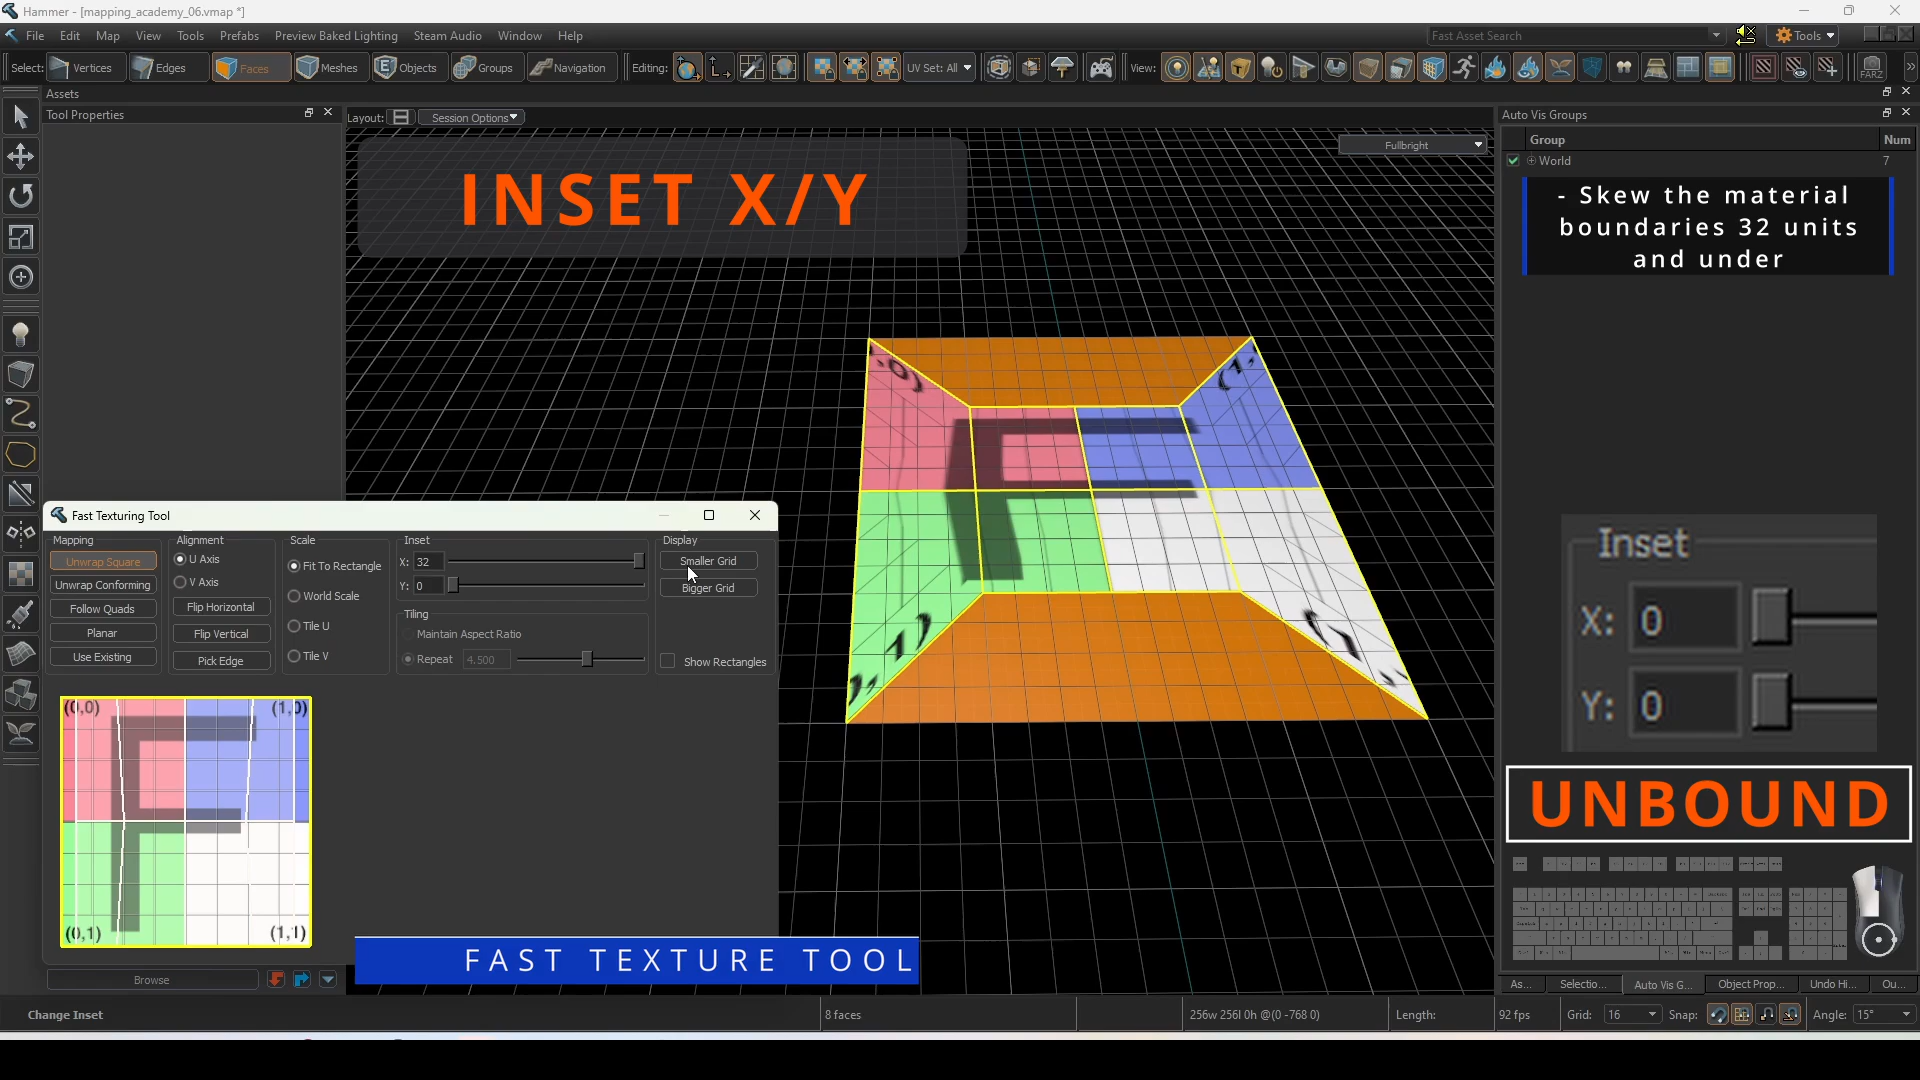 Hammer - [mapping_academy_06.vmap *]
File Edit Map View Tools Prefabs Preview Baked Lighting Steam Audio Window Help
Fast Asset Search
Tools
Select: Vertices Edges Faces Meshes Objects Groups Navigation Editing: UV Set: All View: FARZ
Assets
Tool Properties
Layout: Session Options
Auto Vis Groups
Fullbright
Group Num
World 7
INSET X/Y
- Skew the material
boundaries 32 units
and under
Fast Texturing Tool
Mapping
Unwrap Square
Unwrap Conforming
Follow Quads
Planar
Use Existing
Alignment
U Axis
V Axis
Flip Horizontal
Flip Vertical
Pick Edge
Scale
Fit To Rectangle
World Scale
Tile U
Tile V
Inset
X: 32
Y: 0
Tiling
Maintain Aspect Ratio
Repeat 4.500
Display
Smaller Grid
Bigger Grid
Show Rectangles
(0,0) (1,0)
(0,1) (1,1)
Inset
X: 0
Y: 0
UNBOUND
FAST TEXTURE TOOL
Browse
As... Selectio... Auto Vis G... Object Prop... Undo Hi... Ou...
Change Inset 8 faces 256w 256l 0h @(0 -768 0) Length: 92 fps Grid: 16 Snap: Angle: 15°